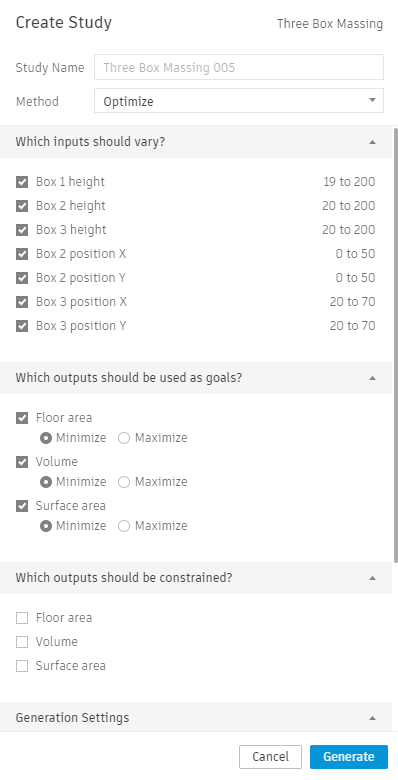 Create Study Three Box Massing
Study Name Three Box Massing 005
Method Optimize
Which inputs should vary?
Box 1 height 19 to 200
Box 2 height 20 to 200
Box 3 height 20 to 200
Box 2 position X 0 to 50
Box 2 position Y 0 to 50
Box 3 position X 20 to 70
Box 3 position Y 20 to 70
Which outputs should be used as goals?
Floor area
Minimize Maximize
Volume
Minimize Maximize
Surface area
Minimize Maximize
Which outputs should be constrained?
Floor area
Volume
Surface area
Generation Settings
Cancel Generate